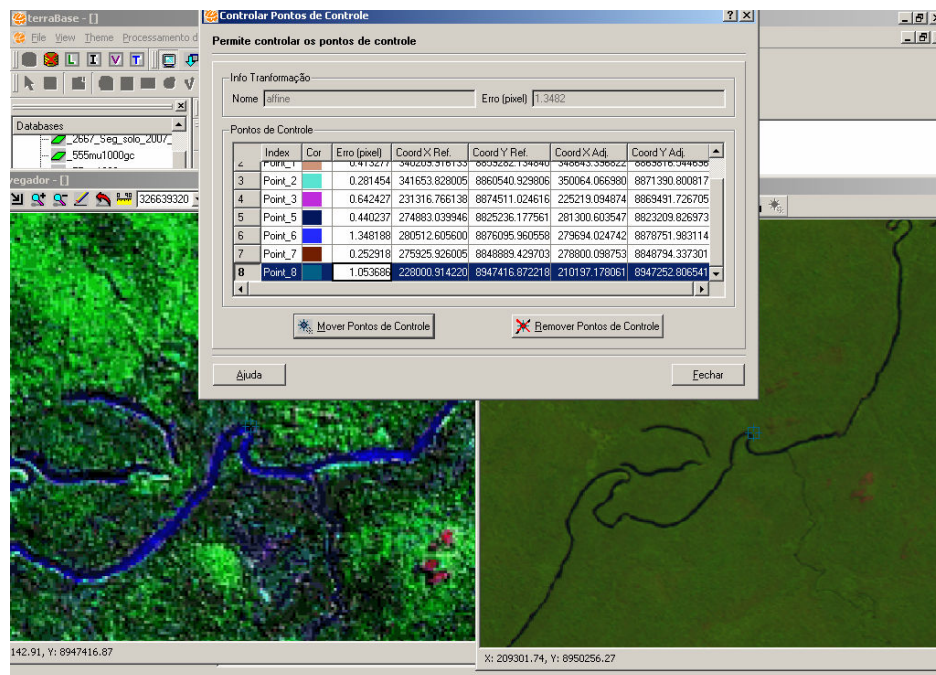 terraBase - []
Controlar Pontos de Controle
File View Theme Processamento d
Permite controlar os pontos de controle
L I V T
Info Tranformação
Nome affine Erro (pixel) 1.3482
Databases
_2667_Seg_solo_2007_
_555mu1000gc
Pontos de Controle
Index Cor Erro (pixel) Coord X Ref. Coord Y Ref. Coord X Adj. Coord Y Adj.
2 Point_1 0.413277
3 Point_2 0.281454 341653.828005 8860540.929806 350064.066980 8871390.800817
4 Point_3 0.642427 231316.766138 8874511.024616 225219.094874 8869491.726705
5 Point_5 0.440237 274883.039946 8825236.177561 281300.603547 8823209.826973
6 Point_6 1.348188 280512.605600 8876095.960558 279694.024742 8878751.983114
7 Point_7 0.252918 275925.926005 8848889.429703 278800.098753 8848794.337301
8 Point_8 1.053686 228000.914220 8947416.872218 210197.178061 8947252.806541
vegador - []
326639320
Mover Pontos de Controle Remover Pontos de Controle
Ajuda Fechar
142.91, Y: 8947416.87
X: 209301.74, Y: 8950256.27